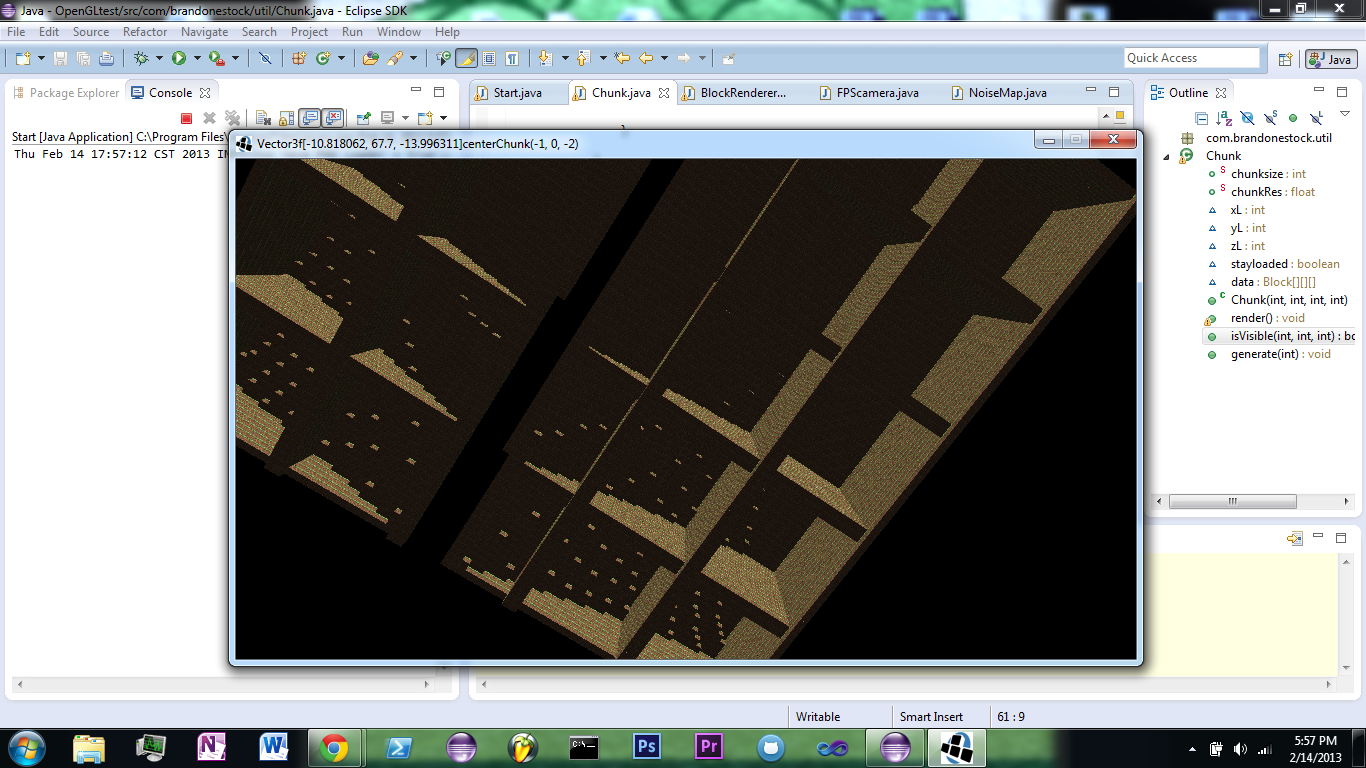 Java - OpenGLtest/src/com/brandonestock/util/Chunk.java - Eclipse SDK
File Edit Source Refactor Navigate Search Project Run Window Help
Quick Access
Java
Package Explorer Console
Start.java Chunk.java BlockRenderer... FPScamera.java NoiseMap.java
Outline
Start [Java Application] C:\Program Files\
Thu Feb 14 17:57:12 CST 2013
Vector3f[-10.818062, 67.7, -13.996311]centerChunk(-1, 0, -2)
com.brandonestock.util
Chunk
chunksize : int
chunkRes : float
xL : int
yL : int
zL : int
stayloaded : boolean
data : Block[][][]
Chunk(int, int, int, int)
render() : void
isVisible(int, int, int) : bo
generate(int) : void
Writable Smart Insert 61 : 9
Ps Pr
5:57 PM
2/14/2013